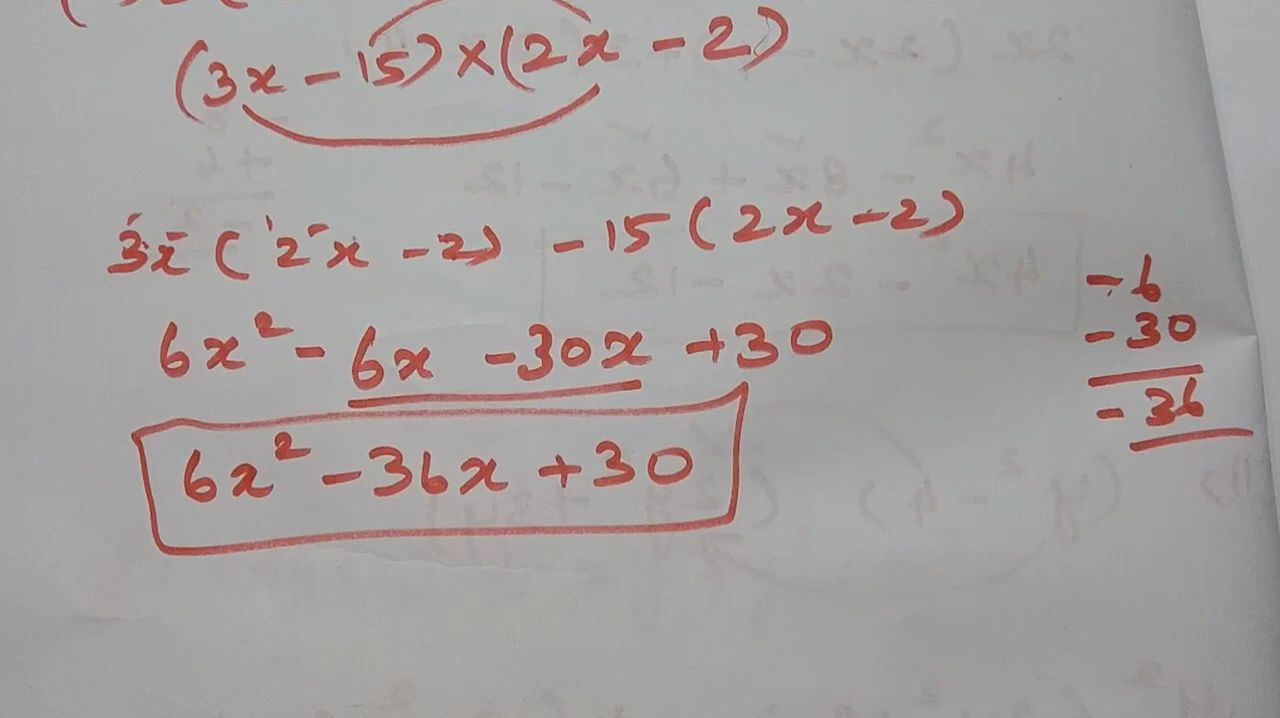 (3x - 15) × (2x - 2)
3x (2x - 2) - 15 (2x - 2)
6x² - 6x - 30x + 30
6x² - 36x + 30
- 6
- 30
- 36